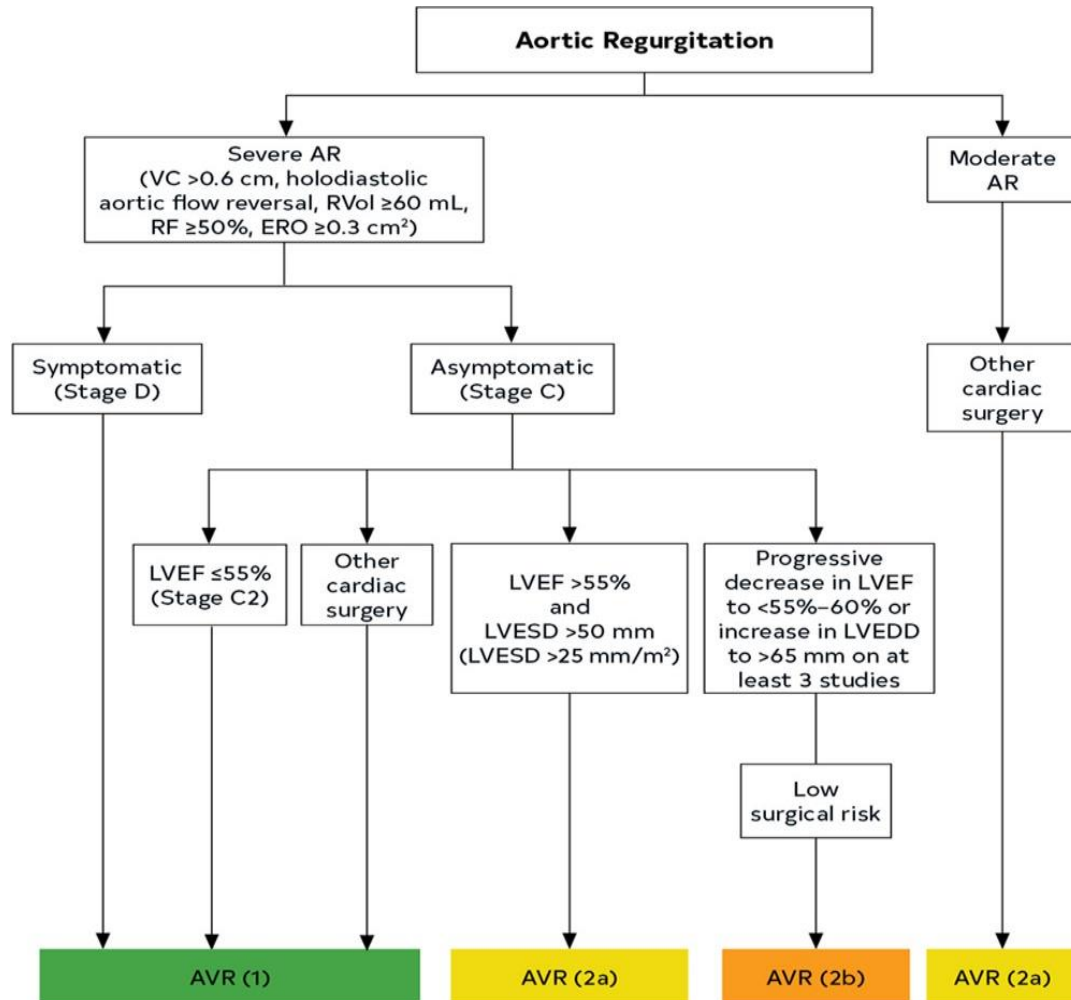 Aortic Regurgitation
Severe AR
(VC >0.6 cm, holodiastolic
aortic flow reversal, RVol ≥60 mL,
RF ≥50%, ERO ≥0.3 cm²)
Moderate
AR
Symptomatic
(Stage D)
Asymptomatic
(Stage C)
Other
cardiac
surgery
LVEF ≤55%
(Stage C2)
Other
cardiac
surgery
LVEF >55%
and
LVESD >50 mm
(LVESD >25 mm/m²)
Progressive
decrease in LVEF
to <55%–60% or
increase in LVEDD
to >65 mm on at
least 3 studies
Low
surgical risk
AVR (1)
AVR (2a)
AVR (2b)
AVR (2a)